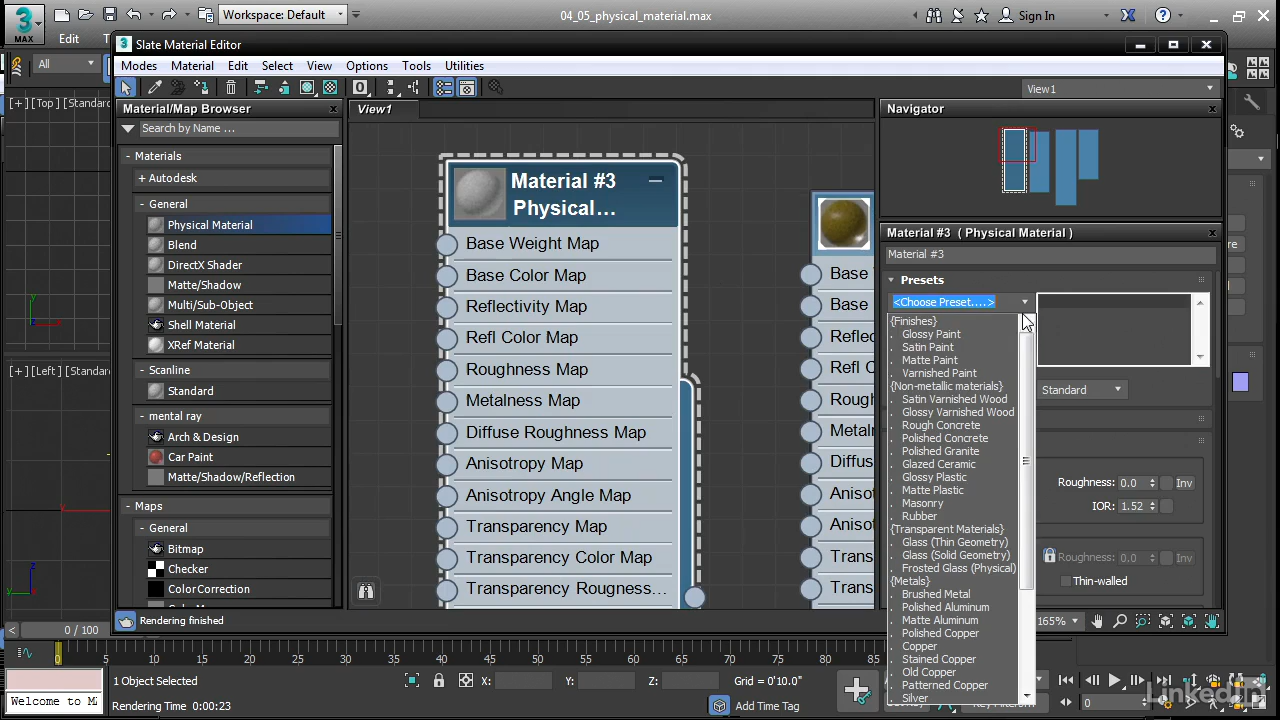 3
MAX
Workspace: Default
04_05_physical_material.max
Sign In
Edit
All
Slate Material Editor
Modes
Material
Edit
Select
View
Options
Tools
Utilities
View1
[+] [Top] [Standard
Material/Map Browser
View1
Navigator
Search by Name ...
- Materials
+ Autodesk
- General
Physical Material
Blend
DirectX Shader
Matte/Shadow
Multi/Sub-Object
Shell Material
XRef Material
- Scanline
Standard
- mental ray
Arch & Design
Car Paint
Matte/Shadow/Reflection
- Maps
- General
Bitmap
Checker
ColorCorrection
[+] [Left] [Standard
Material #3
Physical...
Base Weight Map
Base Color Map
Reflectivity Map
Refl Color Map
Roughness Map
Metalness Map
Diffuse Roughness Map
Anisotropy Map
Anisotropy Angle Map
Transparency Map
Transparency Color Map
Transparency Roughness...
Base
Base
Refle
Refl C
Roug
Metal
Diffus
Aniso
Aniso
Trans
Trans
Material #3 ( Physical Material )
Material #3
Presets
<Choose Preset....>
{Finishes}
. Glossy Paint
. Satin Paint
. Matte Paint
. Varnished Paint
{Non-metallic materials}
. Satin Varnished Wood
. Glossy Varnished Wood
. Rough Concrete
. Polished Concrete
. Polished Granite
. Glazed Ceramic
. Glossy Plastic
. Matte Plastic
. Masonry
. Rubber
{Transparent Materials}
. Glass (Thin Geometry)
. Glass (Solid Geometry)
. Frosted Glass (Physical)
{Metals}
. Brushed Metal
. Polished Aluminum
. Matte Aluminum
. Polished Copper
. Copper
. Stained Copper
. Old Copper
. Patterned Copper
. Silver
Standard
Roughness: 0.0 Inv
IOR: 1.52
Roughness: 0.0 Inv
Thin-walled
Rendering finished
165%
0 / 100
0 5 10 15 20 25 30 35 40 45 50 55 60 65 70 75 80 85
1 Object Selected
X:
Y:
Z:
Grid = 0'10.0"
Welcome to M
Rendering Time 0:00:23
Add Time Tag
0
LinkedIn